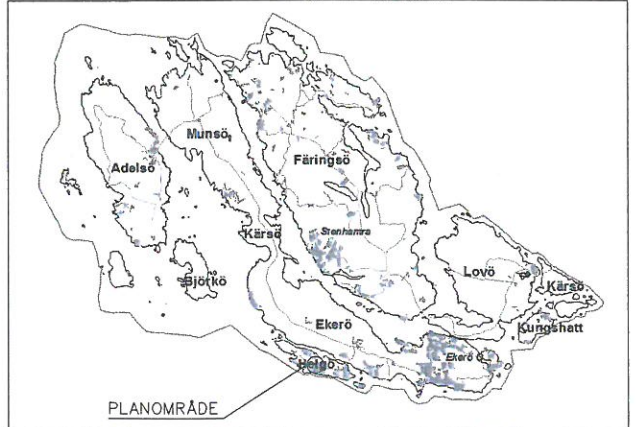 Munsö
Adelsö
Färingsö
Stenhamra
Kärsö
Björkö
Lovö
Kärsö
Kungshatt
Ekerö
Ekerö C
Helgö
PLANOMRÅDE